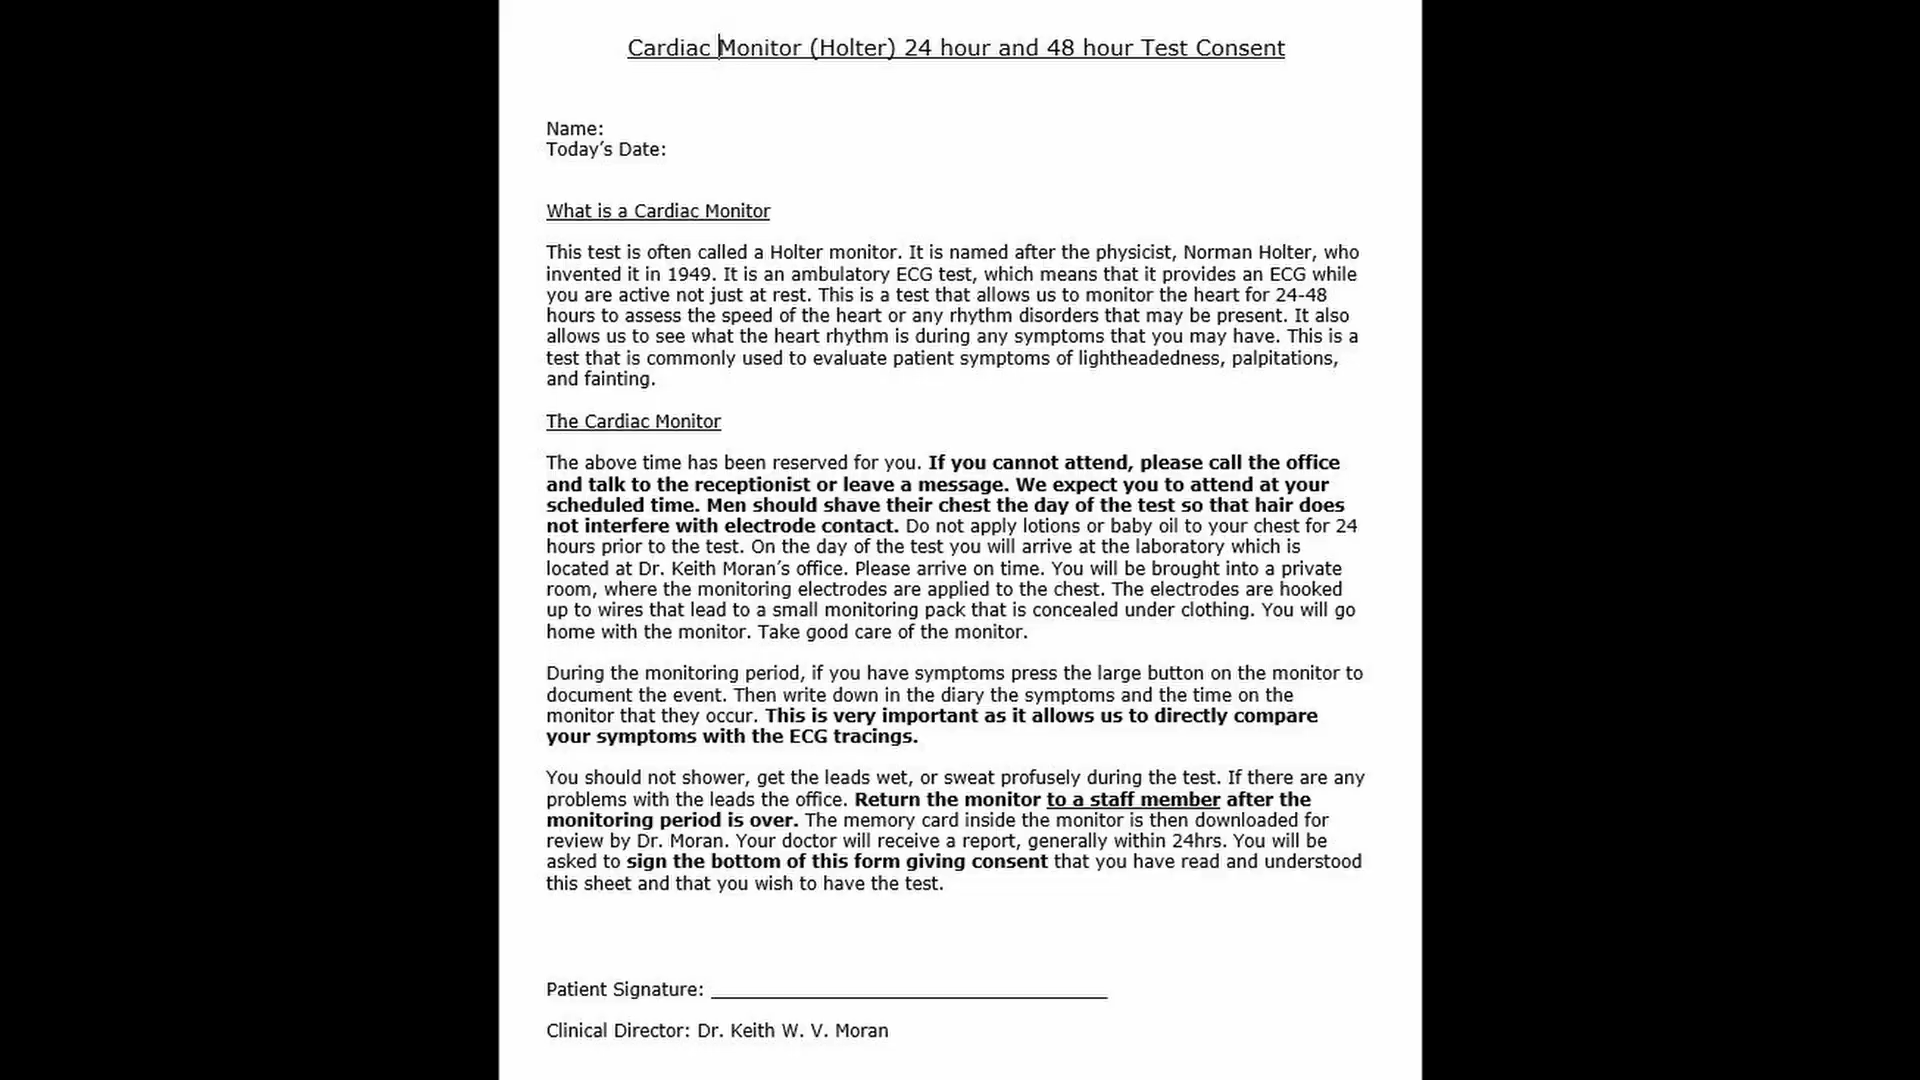 Cardiac Monitor (Holter) 24 hour and 48 hour Test Consent
Name:
Today’s Date:
What is a Cardiac Monitor
This test is often called a Holter monitor. It is named after the physicist, Norman Holter, who
invented it in 1949. It is an ambulatory ECG test, which means that it provides an ECG while
you are active not just at rest. This is a test that allows us to monitor the heart for 24-48
hours to assess the speed of the heart or any rhythm disorders that may be present. It also
allows us to see what the heart rhythm is during any symptoms that you may have. This is a
test that is commonly used to evaluate patient symptoms of lightheadedness, palpitations,
and fainting.
The Cardiac Monitor
The above time has been reserved for you. If you cannot attend, please call the office
and talk to the receptionist or leave a message. We expect you to attend at your
scheduled time. Men should shave their chest the day of the test so that hair does
not interfere with electrode contact. Do not apply lotions or baby oil to your chest for 24
hours prior to the test. On the day of the test you will arrive at the laboratory which is
located at Dr. Keith Moran’s office. Please arrive on time. You will be brought into a private
room, where the monitoring electrodes are applied to the chest. The electrodes are hooked
up to wires that lead to a small monitoring pack that is concealed under clothing. You will go
home with the monitor. Take good care of the monitor.
During the monitoring period, if you have symptoms press the large button on the monitor to
document the event. Then write down in the diary the symptoms and the time on the
monitor that they occur. This is very important as it allows us to directly compare
your symptoms with the ECG tracings.
You should not shower, get the leads wet, or sweat profusely during the test. If there are any
problems with the leads the office. Return the monitor to a staff member after the
monitoring period is over. The memory card inside the monitor is then downloaded for
review by Dr. Moran. Your doctor will receive a report, generally within 24hrs. You will be
asked to sign the bottom of this form giving consent that you have read and understood
this sheet and that you wish to have the test.
Patient Signature: ____________________________________
Clinical Director: Dr. Keith W. V. Moran